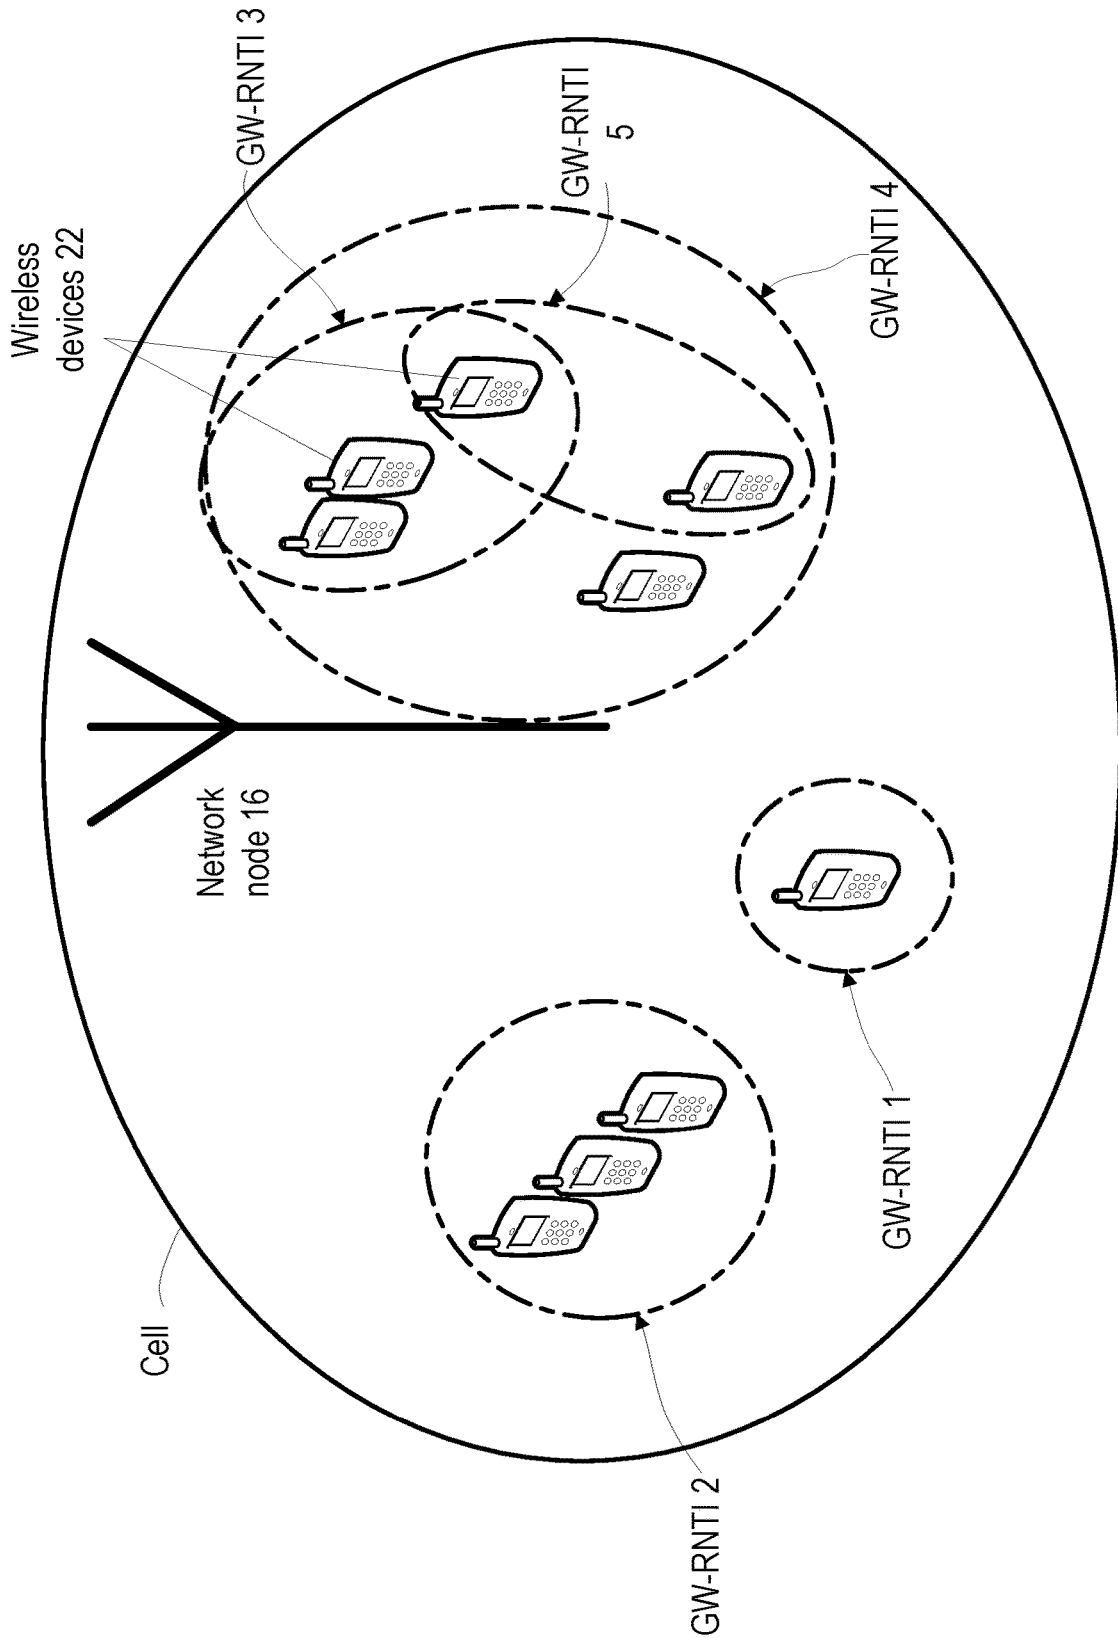 Cell
GW-RNTI 2
GW-RNTI 1
Network
node 16
Wireless
devices 22
GW-RNTI 3
GW-RNTI
5
GW-RNTI 4